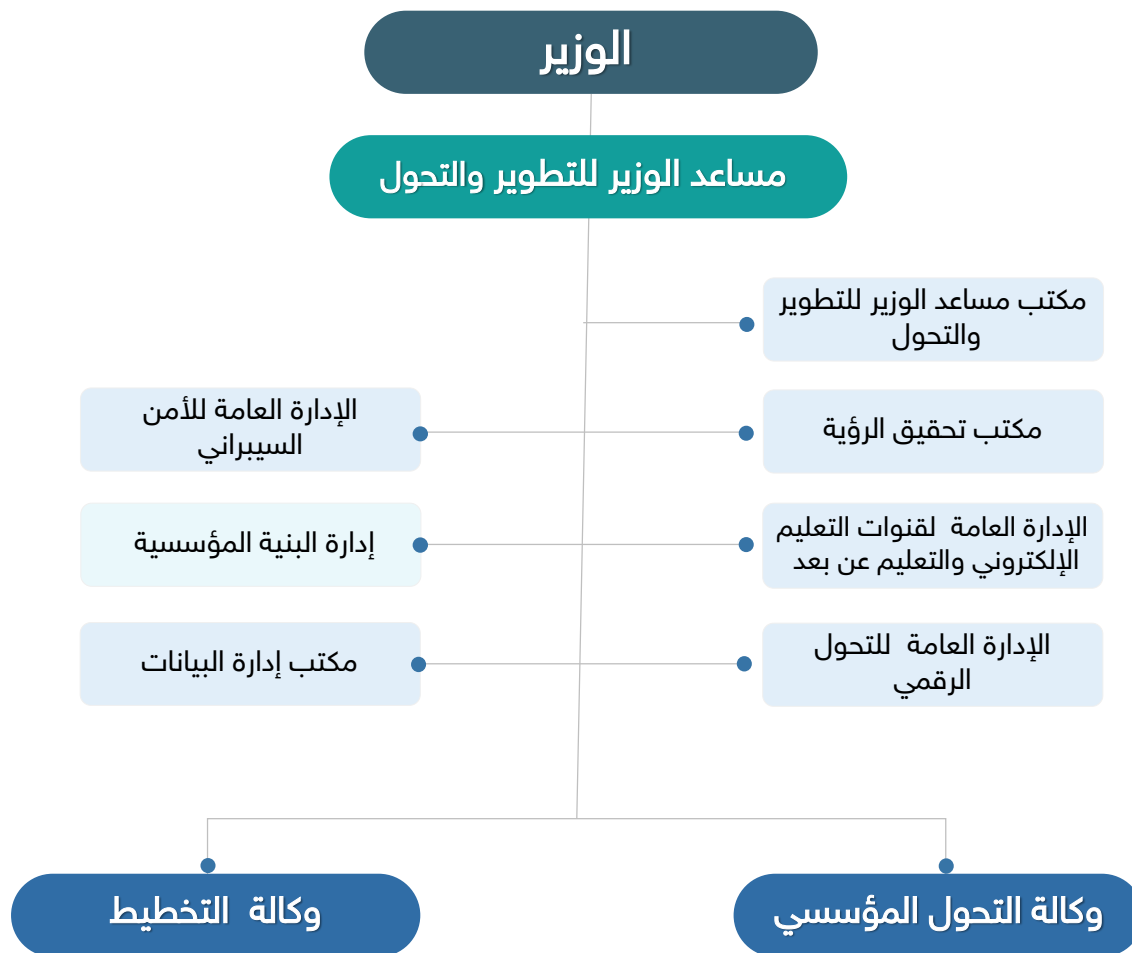 الوزير
مساعد الوزير للتطوير والتحول
مكتب مساعد الوزير للتطوير
والتحول
مكتب تحقيق الرؤية
الإدارة العامة للأمن
السيبراني
الإدارة العامة لقنوات التعليم
الإلكتروني والتعليم عن بعد
إدارة البنية المؤسسية
الإدارة العامة للتحول
الرقمي
مكتب إدارة البيانات
وكالة التحول المؤسسي
وكالة التخطيط